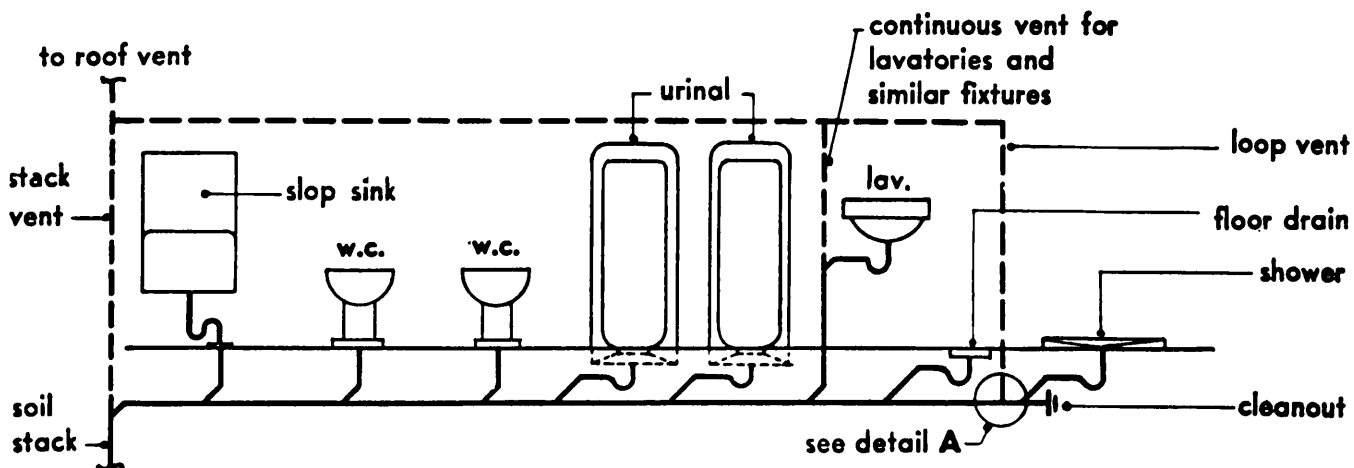 to roof vent
continuous vent for
lavatories and
similar fixtures
urinal
loop vent
stack
vent
slop sink
lav.
floor drain
w.c.
w.c.
shower
soil
stack
cleanout
see detail A